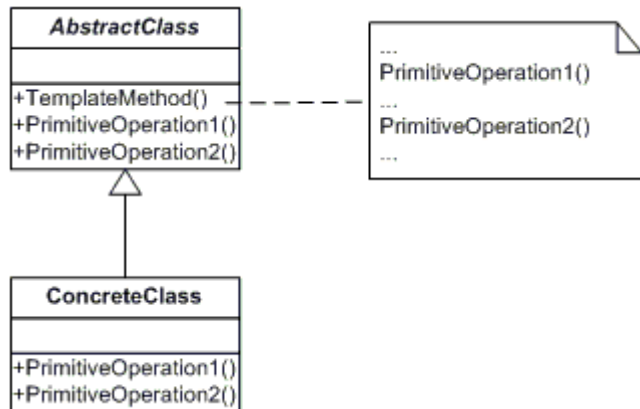 AbstractClass
+TemplateMethod()
+PrimitiveOperation1()
+PrimitiveOperation2()
...
PrimitiveOperation1()
...
PrimitiveOperation2()
...
ConcreteClass
+PrimitiveOperation1()
+PrimitiveOperation2()